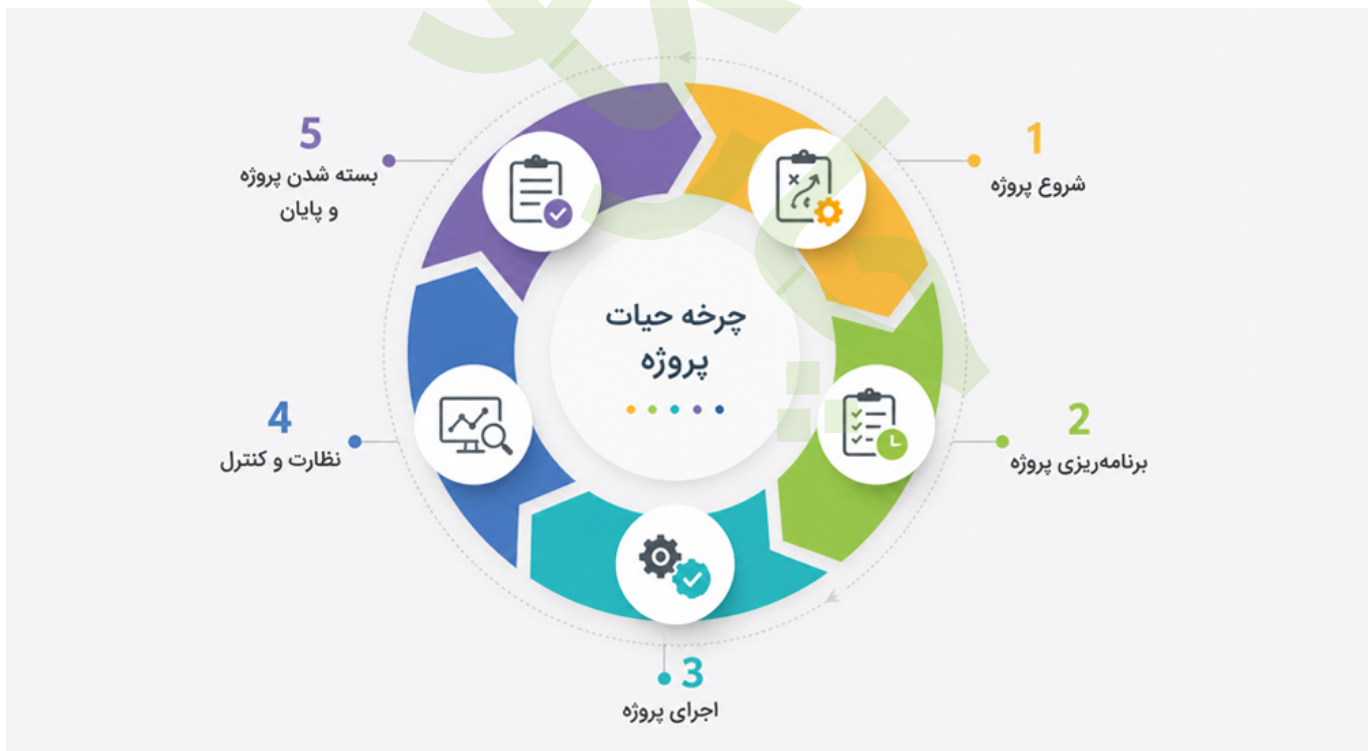 چرخه حیات
پروژه
1
شروع پروژه
2
برنامه‌ریزی پروژه
3
اجرای پروژه
4
نظارت و کنترل
5
بسته شدن پروژه
و پایان